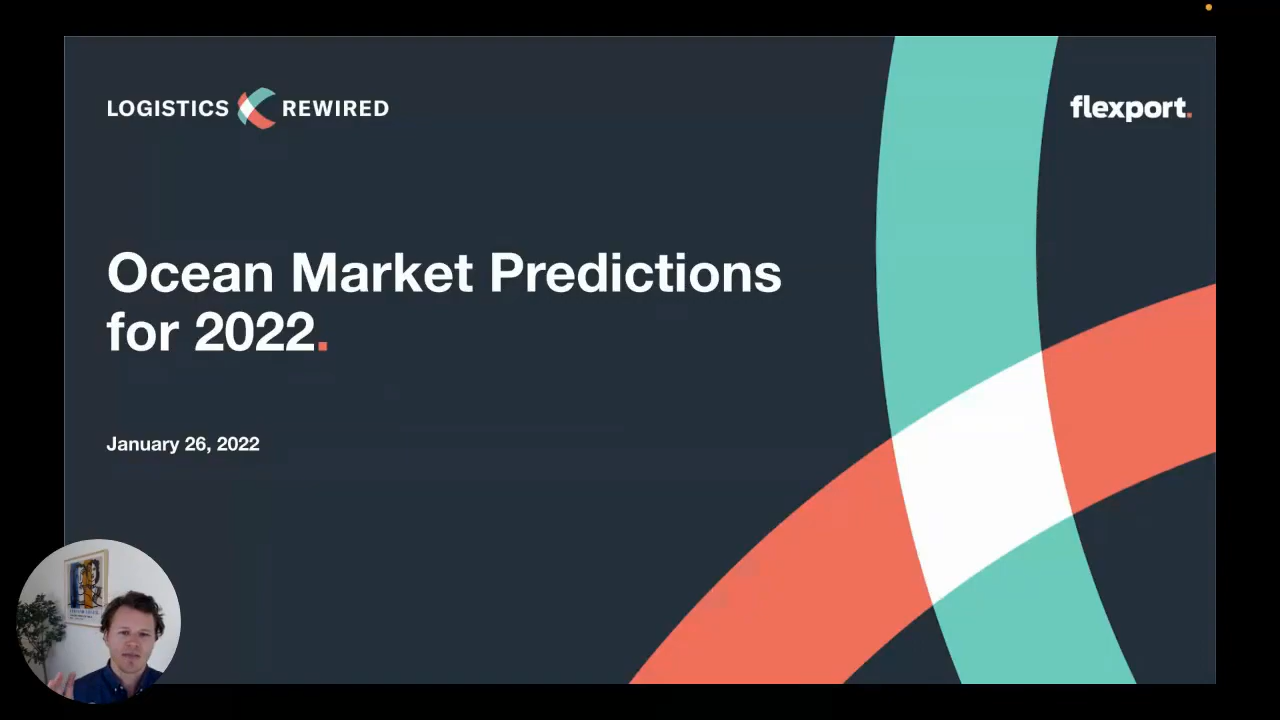 LOGISTICS REWIRED
flexport.
Ocean Market Predictions
for 2022.
January 26, 2022